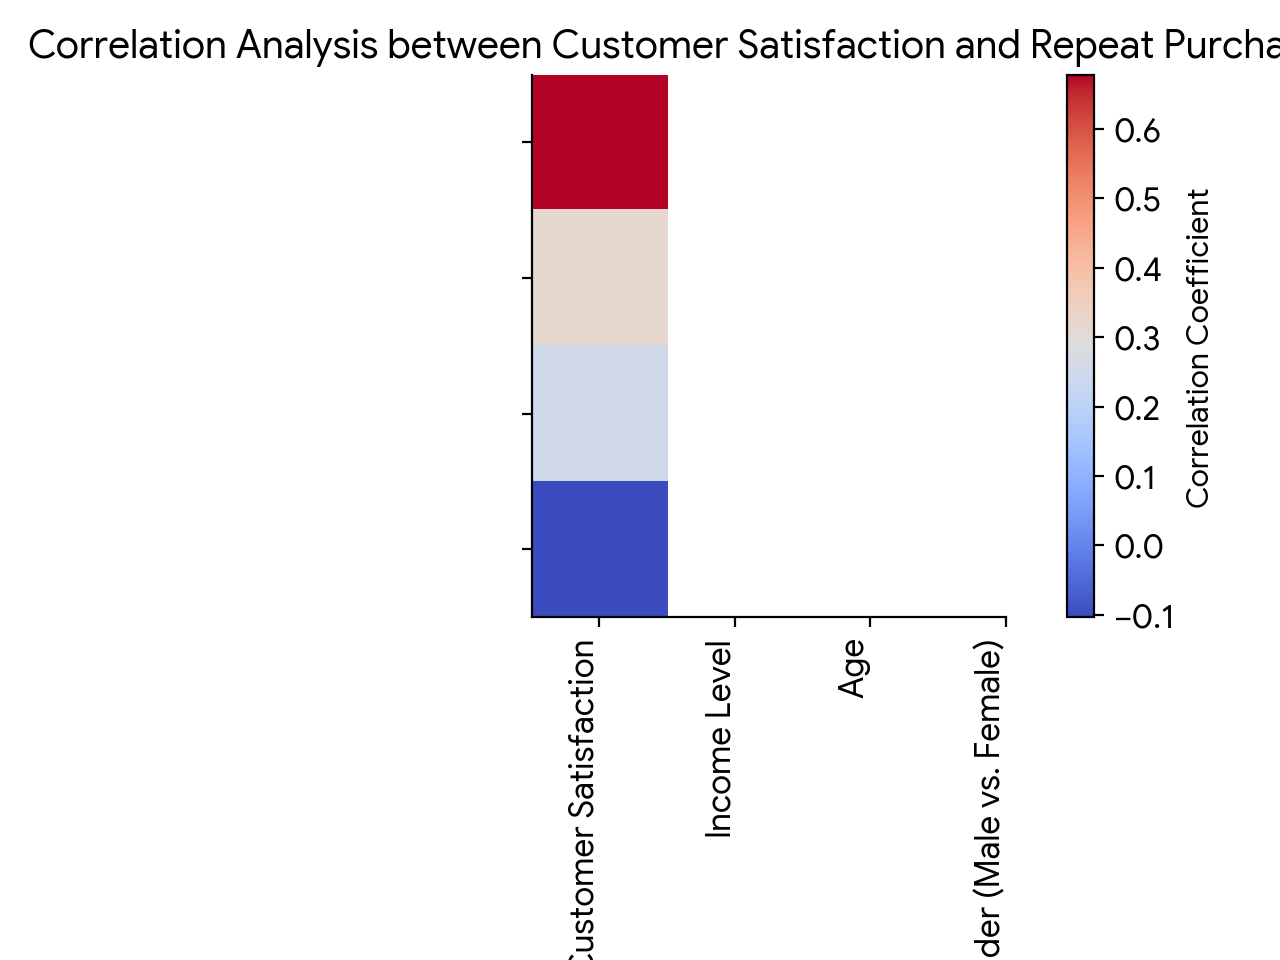 Correlation Analysis between Customer Satisfaction and Repeat Purcha
0.6
0.5
0.4
0.3
0.2
0.1
0.0
−0.1
Correlation Coefficient
Customer Satisfaction
Income Level
Age
der (Male vs. Female)